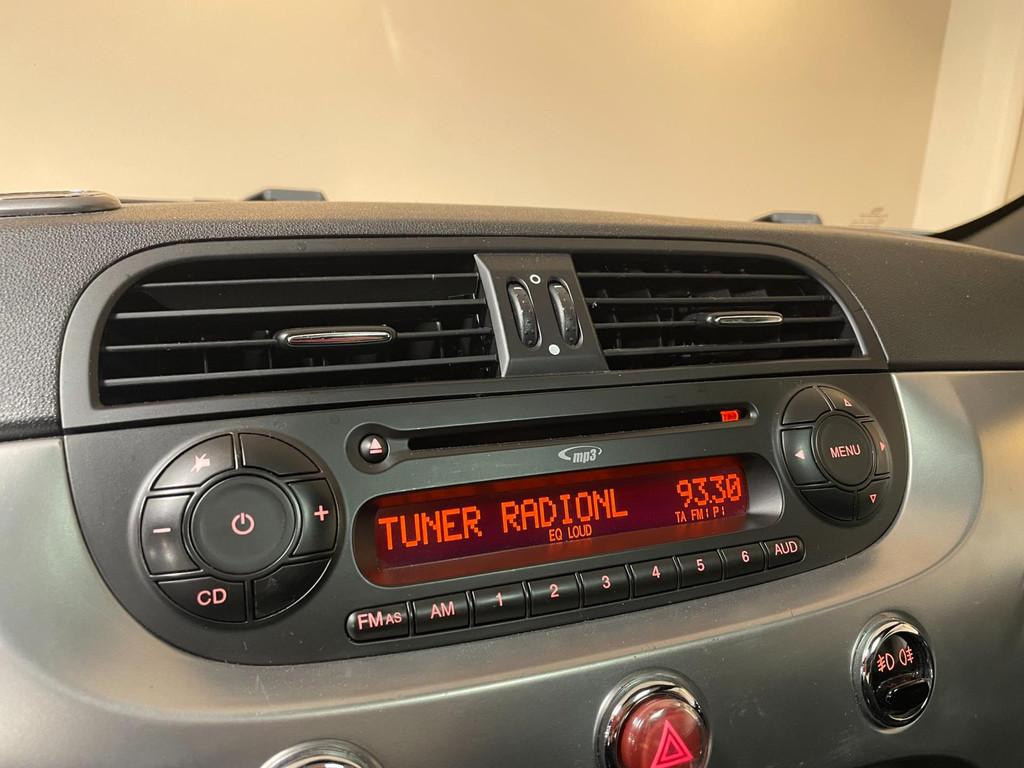 mp3
TUNER RADIONL 93.30
EQ LOUD TA FM1P1
MENU
CD
FM AS AM 1 2 3 4 5 6 AUD